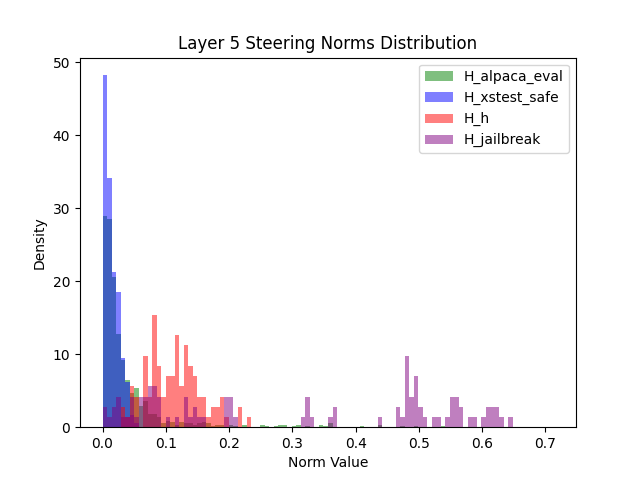 Layer 5 Steering Norms Distribution
H_alpaca_eval
H_xstest_safe
H_h
H_jailbreak
Density
50
40
30
20
10
0
0.0 0.1 0.2 0.3 0.4 0.5 0.6 0.7
Norm Value